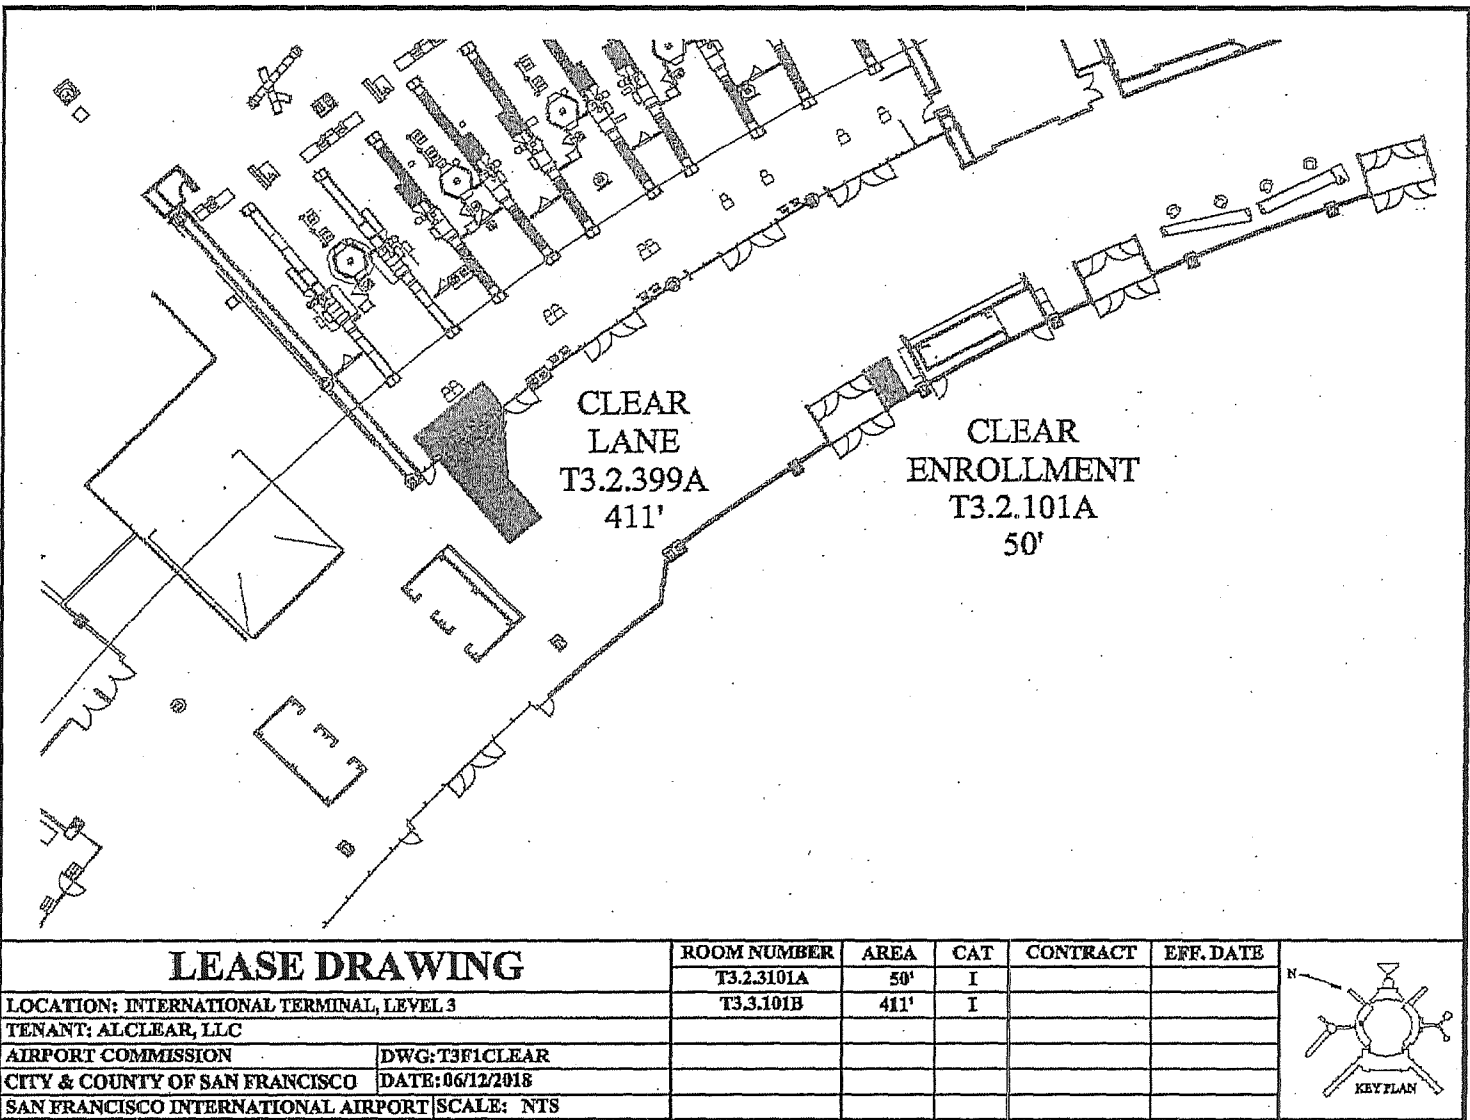 CLEAR
LANE
T3.2.399A
411'
CLEAR
ENROLLMENT
T3.2.101A
50'
LEASE DRAWING
LOCATION: INTERNATIONAL TERMINAL, LEVEL 3
TENANT: ALCLEAR, LLC
AIRPORT COMMISSION DWG: T3F1CLEAR
CITY & COUNTY OF SAN FRANCISCO DATE: 06/12/2018
SAN FRANCISCO INTERNATIONAL AIRPORT SCALE: NTS
ROOM NUMBER AREA CAT CONTRACT EFF. DATE
T3.2.3101A 50' I
T3.3.101B 411' I
N
KEY PLAN